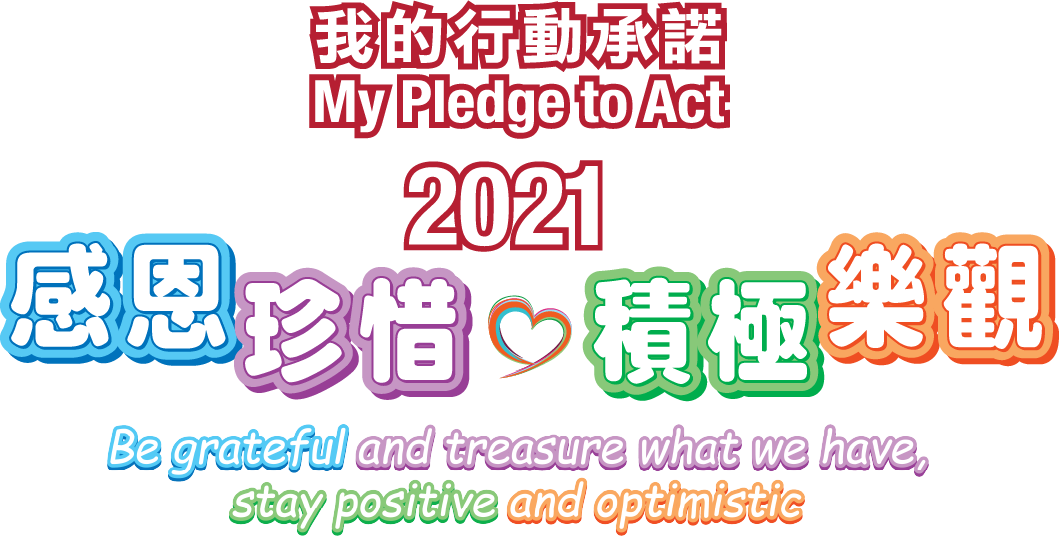 我的行動承諾
My Pledge to Act
2021
感恩珍惜 積極樂觀
Be grateful and treasure what we have,
stay positive and optimistic